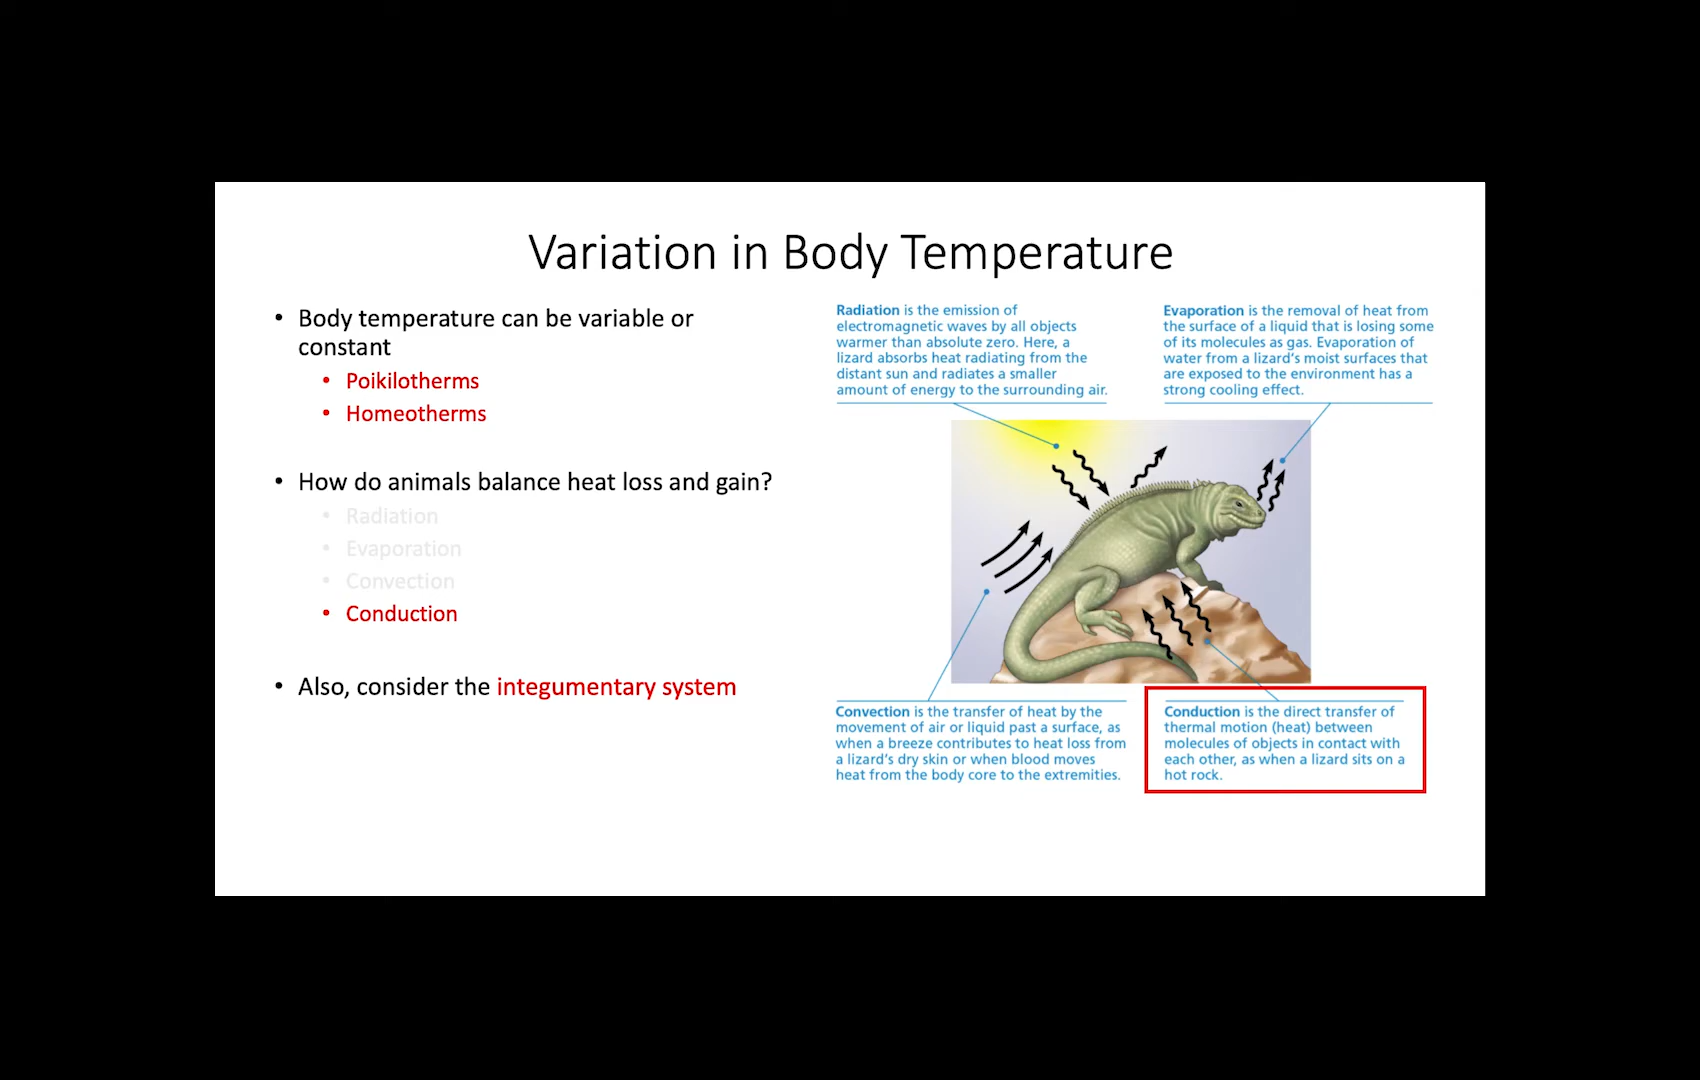 Variation in Body Temperature
• Body temperature can be variable or
constant
• Poikilotherms
• Homeotherms
• How do animals balance heat loss and gain?
• Radiation
• Evaporation
• Convection
• Conduction
• Also, consider the integumentary system
Radiation is the emission of
electromagnetic waves by all objects
warmer than absolute zero. Here, a
lizard absorbs heat radiating from the
distant sun and radiates a smaller
amount of energy to the surrounding air.
Evaporation is the removal of heat from
the surface of a liquid that is losing some
of its molecules as gas. Evaporation of
water from a lizard's moist surfaces that
are exposed to the environment has a
strong cooling effect.
Convection is the transfer of heat by the
movement of air or liquid past a surface, as
when a breeze contributes to heat loss from
a lizard's dry skin or when blood moves
heat from the body core to the extremities.
Conduction is the direct transfer of
thermal motion (heat) between
molecules of objects in contact with
each other, as when a lizard sits on a
hot rock.